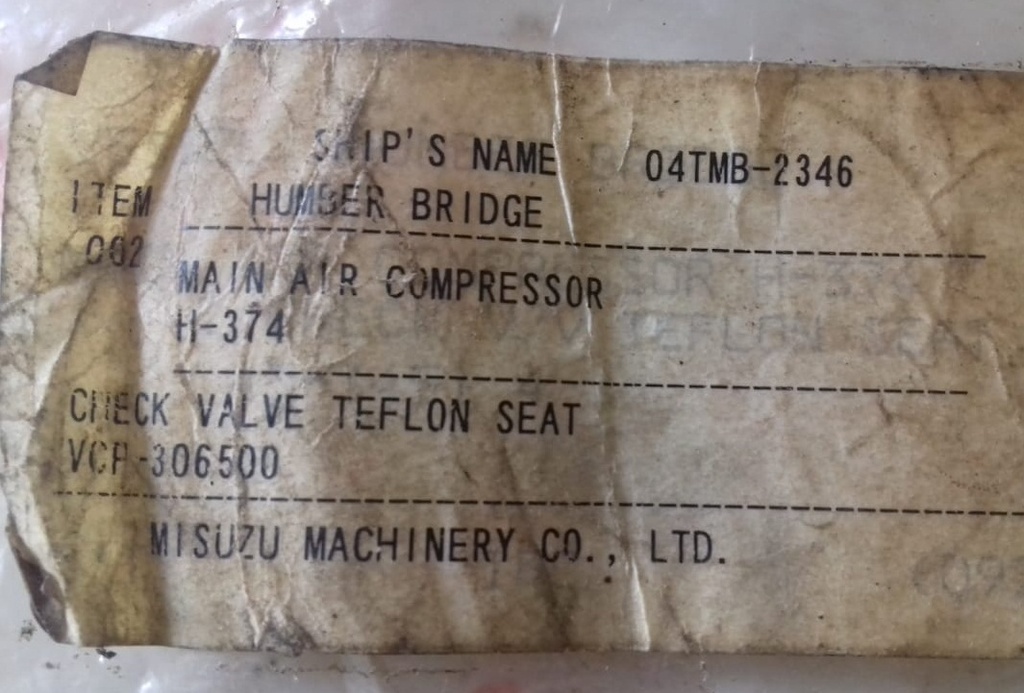 SHIP'S NAME 04TMB-2346
ITEM HUMBER BRIDGE
002
MAIN AIR COMPRESSOR
H-374
CHECK VALVE TEFLON SEAT
VCP-306500
MISUZU MACHINERY CO., LTD.